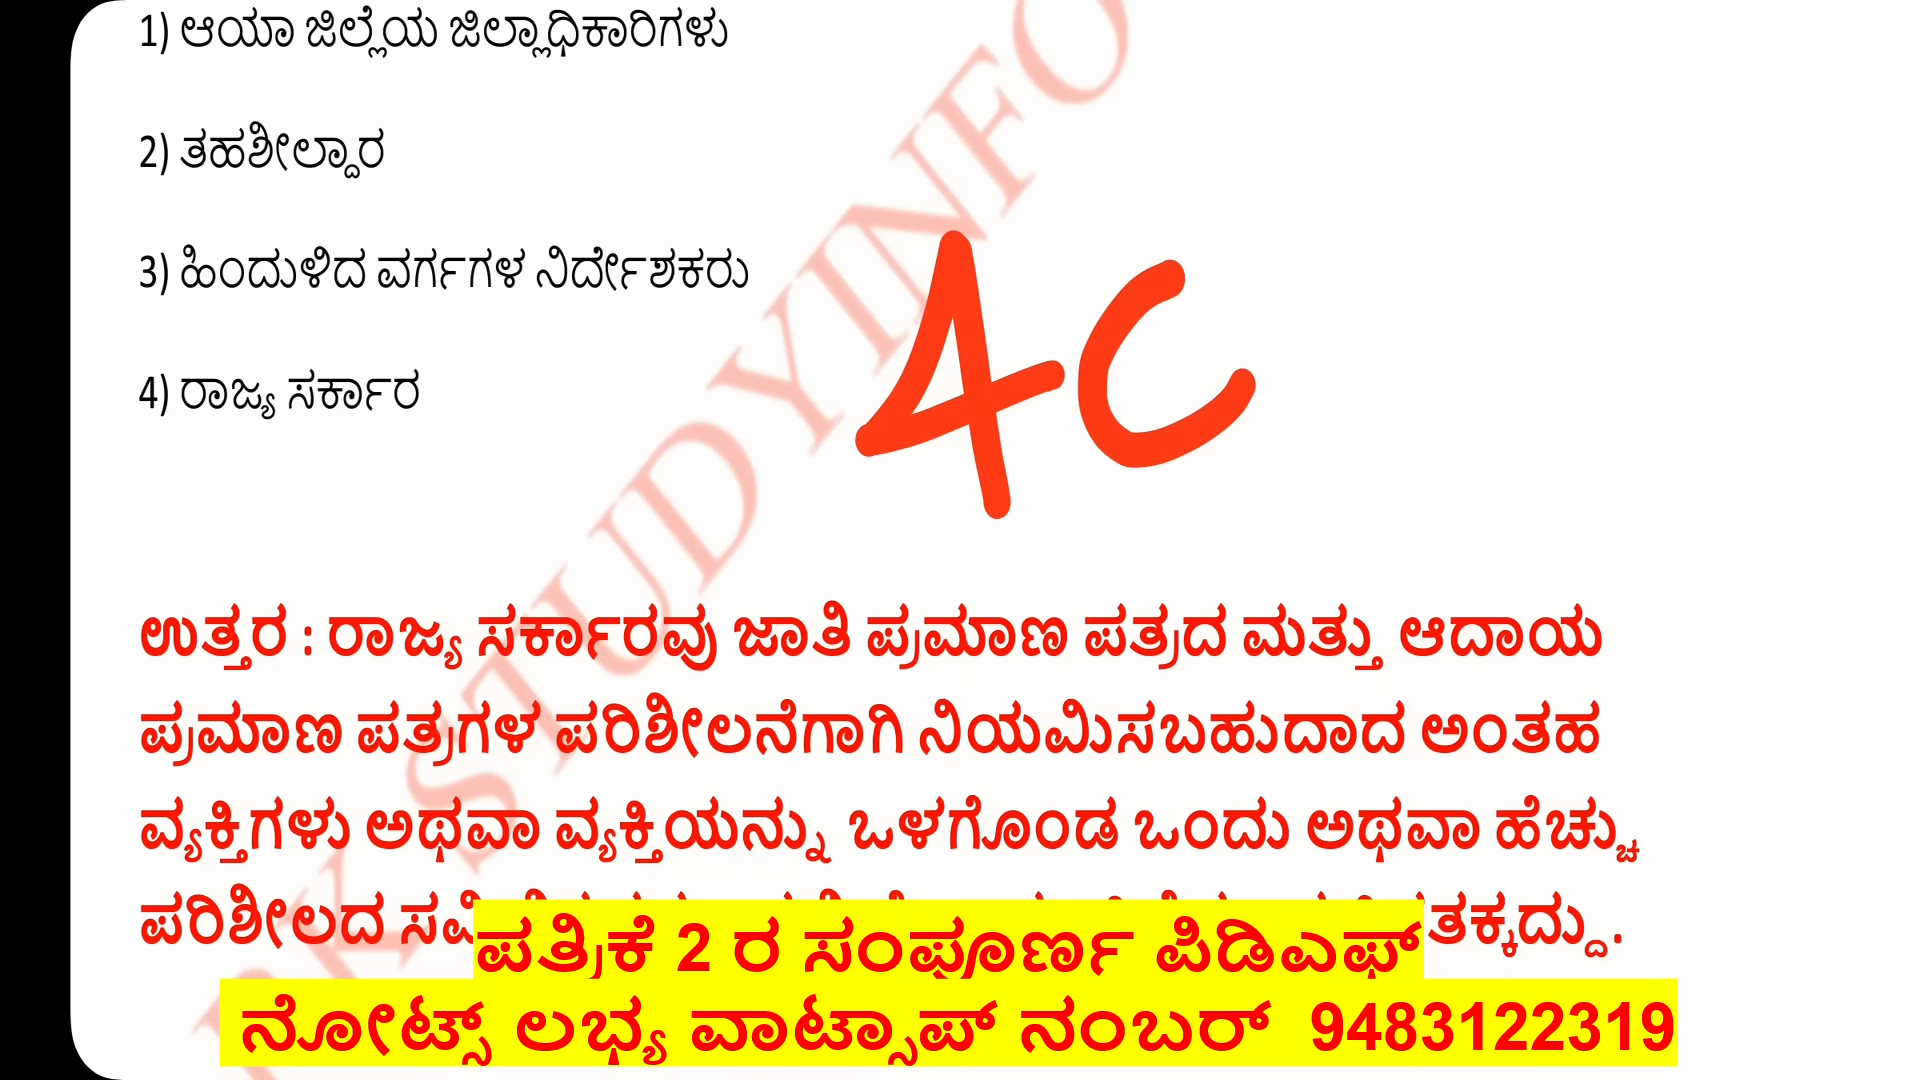 1) ಆಯಾ ಜಿಲ್ಲೆಯ ಜಿಲ್ಲಾಧಿಕಾರಿಗಳು
2) ತಹಶೀಲ್ದಾರ
3) ಹಿಂದುಳಿದ ವರ್ಗಗಳ ನಿರ್ದೇಶಕರು
4) ರಾಜ್ಯ ಸರ್ಕಾರ
4C
ಉತ್ತರ : ರಾಜ್ಯ ಸರ್ಕಾರವು ಜಾತಿ ಪ್ರಮಾಣ ಪತ್ರದ ಮತ್ತು ಆದಾಯ
ಪ್ರಮಾಣ ಪತ್ರಗಳ ಪರಿಶೀಲನೆಗಾಗಿ ನಿಯಮಿಸಬಹುದಾದ ಅಂತಹ
ವ್ಯಕ್ತಿಗಳು ಅಥವಾ ವ್ಯಕ್ತಿಯನ್ನು ಒಳಗೊಂಡ ಒಂದು ಅಥವಾ ಹೆಚ್ಚು
ಪರಿಶೀಲದ
ಪತ್ರಿಕೆ 2 ರ ಸಂಪೂರ್ಣ ಪಿಡಿಎಫ್
ನೋಟ್ಸ್ ಲಭ್ಯ ವಾಟ್ಸಾಪ್ ನಂಬರ್ 9483122319
STUDYINFO